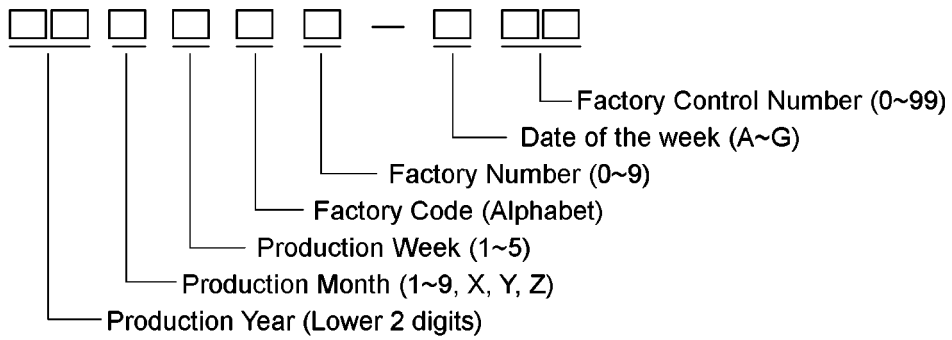 Factory Control Number (0~99)
Date of the week (A~G)
Factory Number (0~9)
Factory Code (Alphabet)
Production Week (1~5)
Production Month (1~9, X, Y, Z)
Production Year (Lower 2 digits)